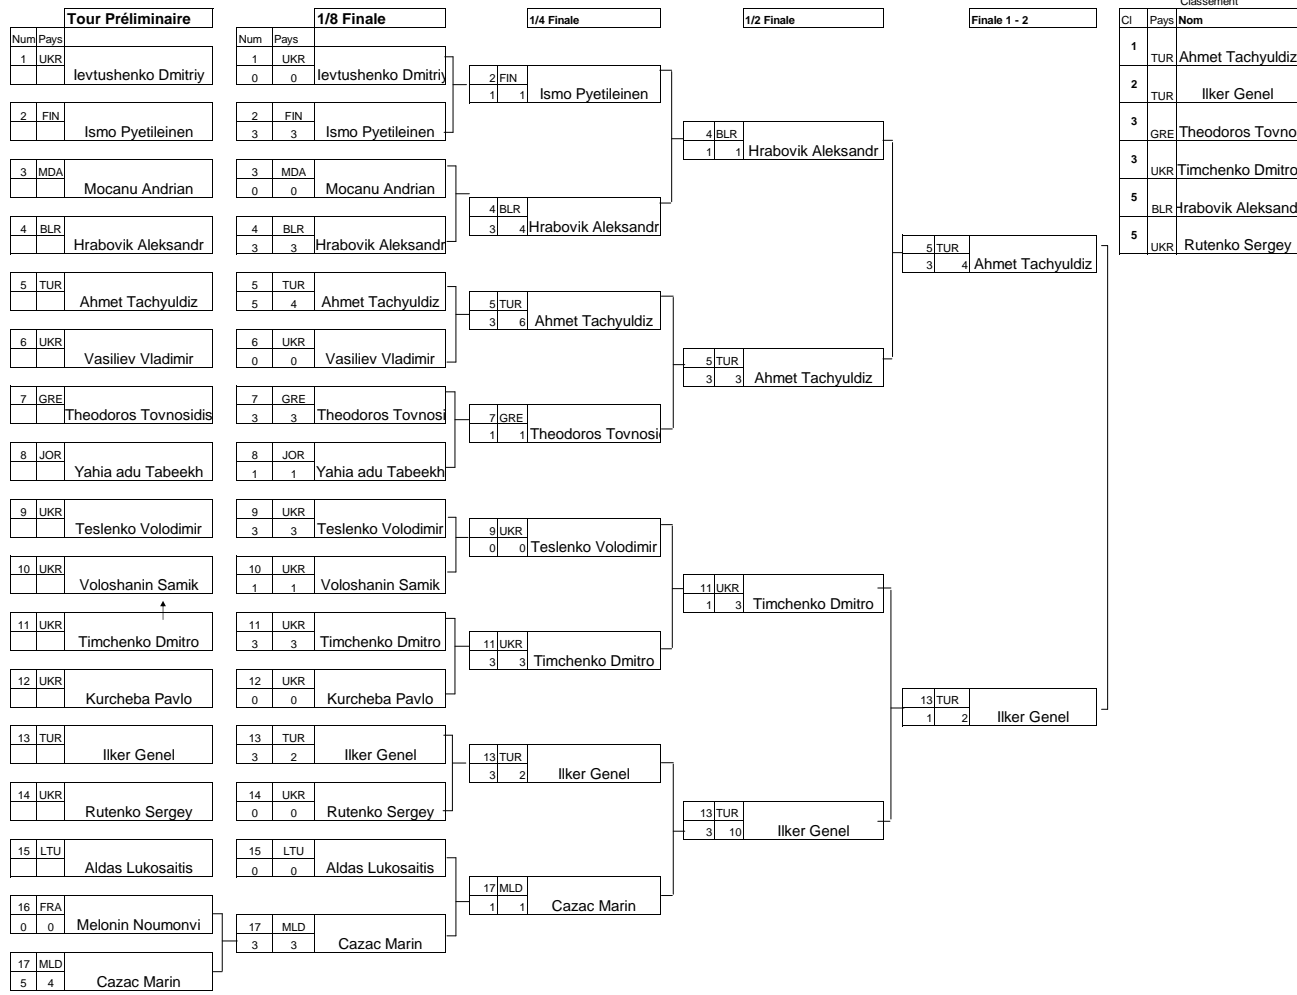 Classement
Tour Préliminaire 1/8 Finale 1/4 Finale 1/2 Finale Finale 1 - 2 Cl Pays Nom
Num Pays Num Pays
1 UKR 1 UKR 1
Ievtushenko Dmitriy 0 0 Ievtushenko Dmitriy TUR Ahmet Tachyuldiz
2 FIN
1 1 Ismo Pyetileinen
2
TUR Ilker Genel
2 FIN 2 FIN
Ismo Pyetileinen 3 3 Ismo Pyetileinen
3
GRE Theodoros Tovno
4 BLR
1 1 Hrabovik Aleksandr
3 MDA 3 MDA 3
UKR Timchenko Dmitro
Mocanu Andrian 0 0 Mocanu Andrian
4 BLR
3 4 Hrabovik Aleksandr
5
BLR Hrabovik Aleksand
4 BLR 4 BLR
Hrabovik Aleksandr 3 3 Hrabovik Aleksandr
5
UKR Rutenko Sergey
5 TUR
3 4 Ahmet Tachyuldiz
5 TUR 5 TUR
Ahmet Tachyuldiz 5 4 Ahmet Tachyuldiz
5 TUR
3 6 Ahmet Tachyuldiz
6 UKR 6 UKR
Vasiliev Vladimir 0 0 Vasiliev Vladimir
5 TUR
3 3 Ahmet Tachyuldiz
7 GRE 7 GRE
Theodoros Tovnosidis 3 3 Theodoros Tovnosi
7 GRE
1 1 Theodoros Tovnosi
8 JOR 8 JOR
Yahia adu Tabeekh 1 1 Yahia adu Tabeekh
9 UKR 9 UKR
Teslenko Volodimir 3 3 Teslenko Volodimir
9 UKR
0 0 Teslenko Volodimir
10 UKR 10 UKR
Voloshanin Samik 1 1 Voloshanin Samik
11 UKR
1 3 Timchenko Dmitro
11 UKR 11 UKR
Timchenko Dmitro 3 3 Timchenko Dmitro
11 UKR
3 3 Timchenko Dmitro
12 UKR 12 UKR
Kurcheba Pavlo 0 0 Kurcheba Pavlo
13 TUR
1 2 Ilker Genel
13 TUR 13 TUR
Ilker Genel 3 2 Ilker Genel
13 TUR
3 2 Ilker Genel
14 UKR 14 UKR
Rutenko Sergey 0 0 Rutenko Sergey
13 TUR
3 10 Ilker Genel
15 LTU 15 LTU
Aldas Lukosaitis 0 0 Aldas Lukosaitis
17 MLD
1 1 Cazac Marin
16 FRA
0 0 Melonin Noumonvi
17 MLD
3 3 Cazac Marin
17 MLD
5 4 Cazac Marin